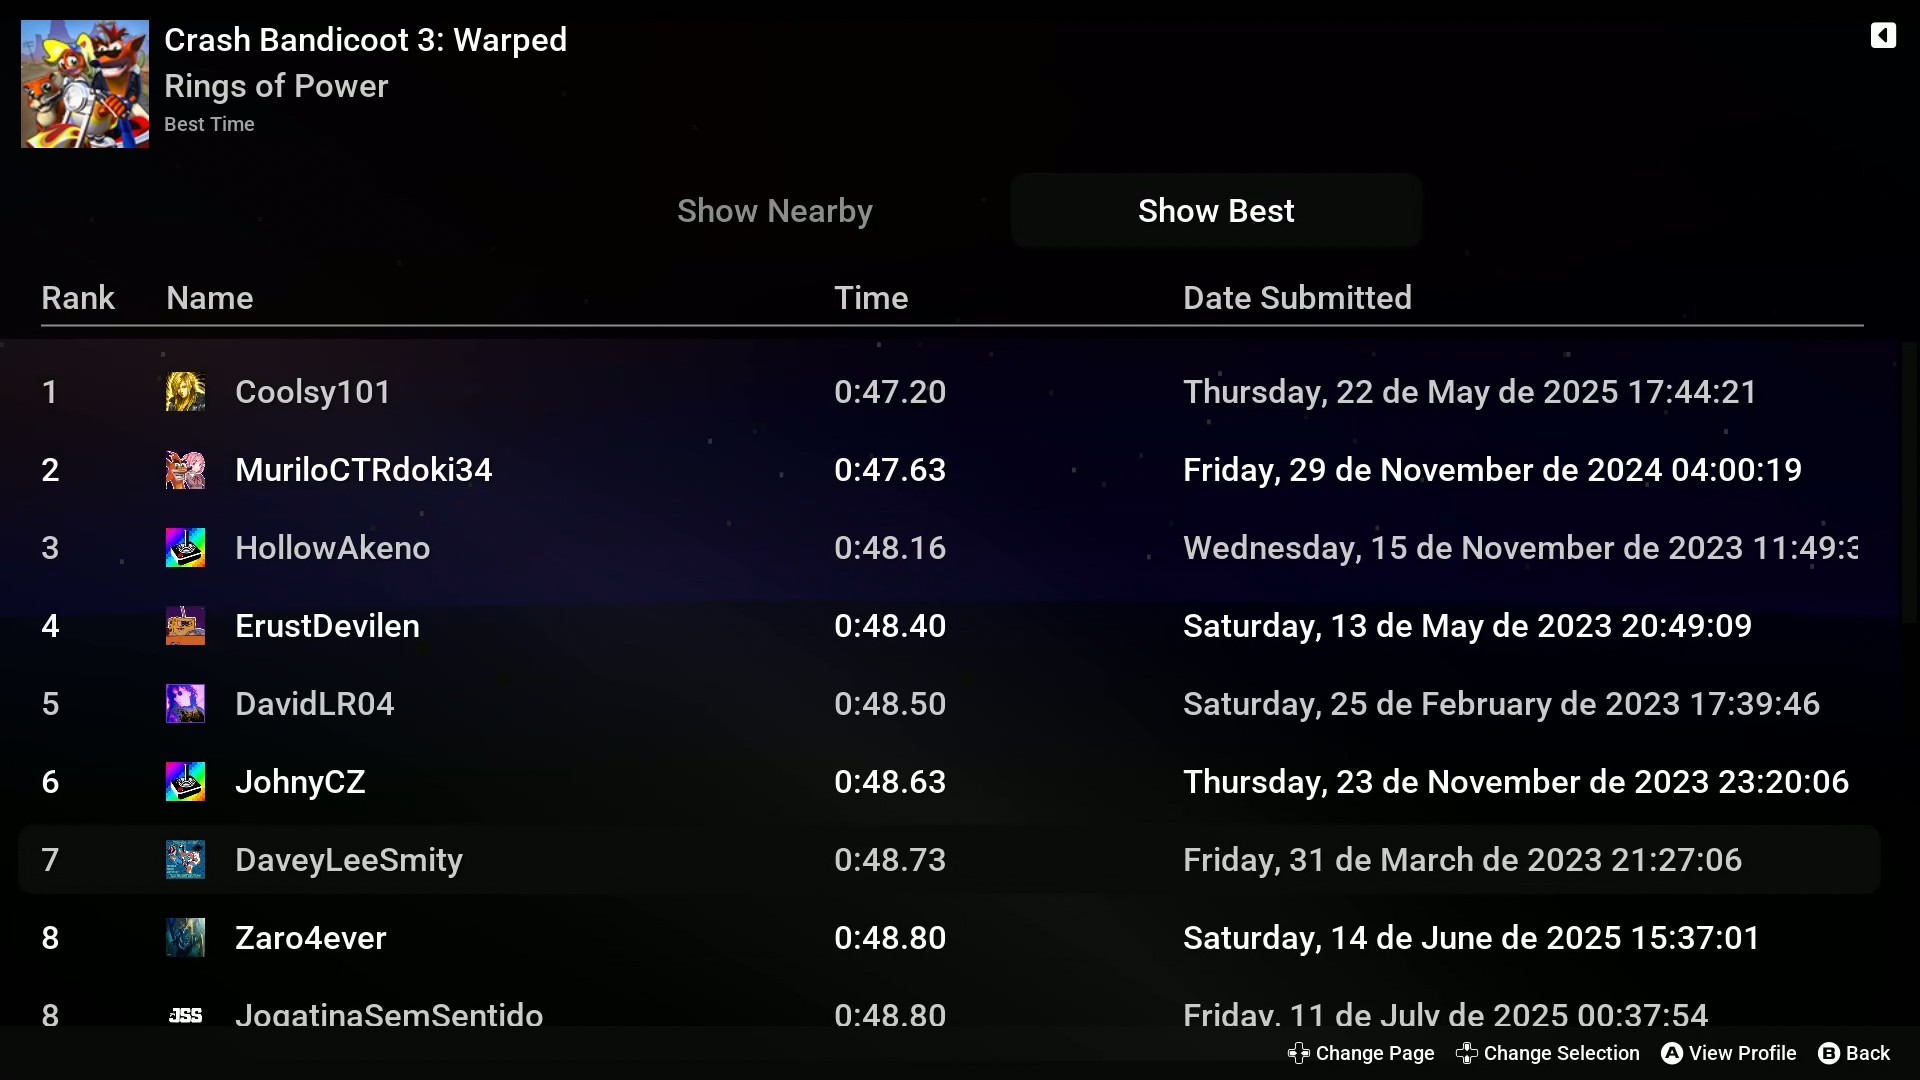 Crash Bandicoot 3: Warped
Rings of Power
Best Time
Show Nearby Show Best
Rank Name Time Date Submitted
1 Coolsy101 0:47.20 Thursday, 22 de May de 2025 17:44:21
2 MuriloCTRdoki34 0:47.63 Friday, 29 de November de 2024 04:00:19
3 HollowAkeno 0:48.16 Wednesday, 15 de November de 2023 11:49:3
4 ErustDevilen 0:48.40 Saturday, 13 de May de 2023 20:49:09
5 DavidLR04 0:48.50 Saturday, 25 de February de 2023 17:39:46
6 JohnyCZ 0:48.63 Thursday, 23 de November de 2023 23:20:06
7 DaveyLeeSmity 0:48.73 Friday, 31 de March de 2023 21:27:06
8 Zaro4ever 0:48.80 Saturday, 14 de June de 2025 15:37:01
8 JSS JogatinaSemSentido 0:48.80 Friday, 11 de July de 2025 00:37:54
Change Page Change Selection A View Profile B Back